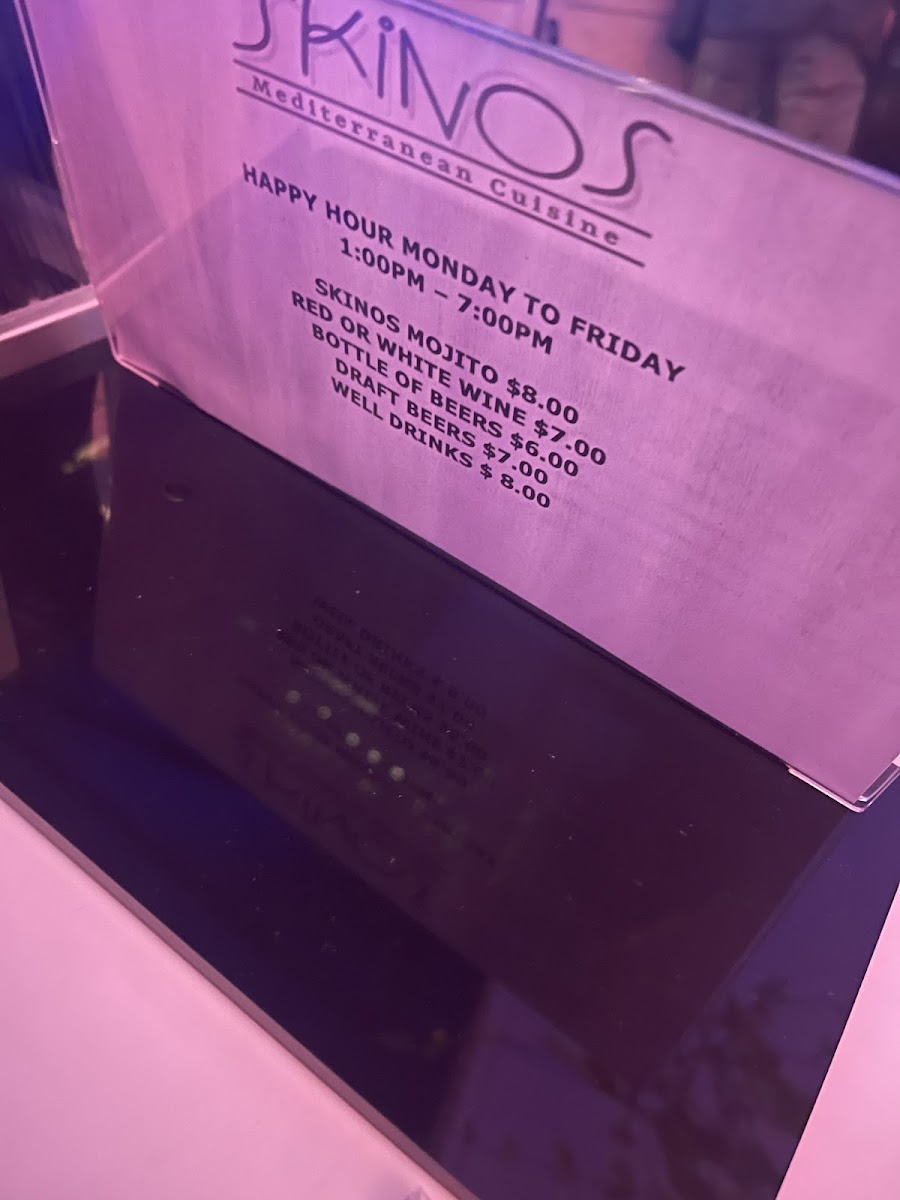 SKiNOS
Mediterranean Cuisine
HAPPY HOUR MONDAY TO FRIDAY
1:00PM – 7:00PM
SKINOS MOJITO $8.00
RED OR WHITE WINE $7.00
BOTTLE OF BEERS $6.00
DRAFT BEERS $7.00
WELL DRINKS $ 8.00